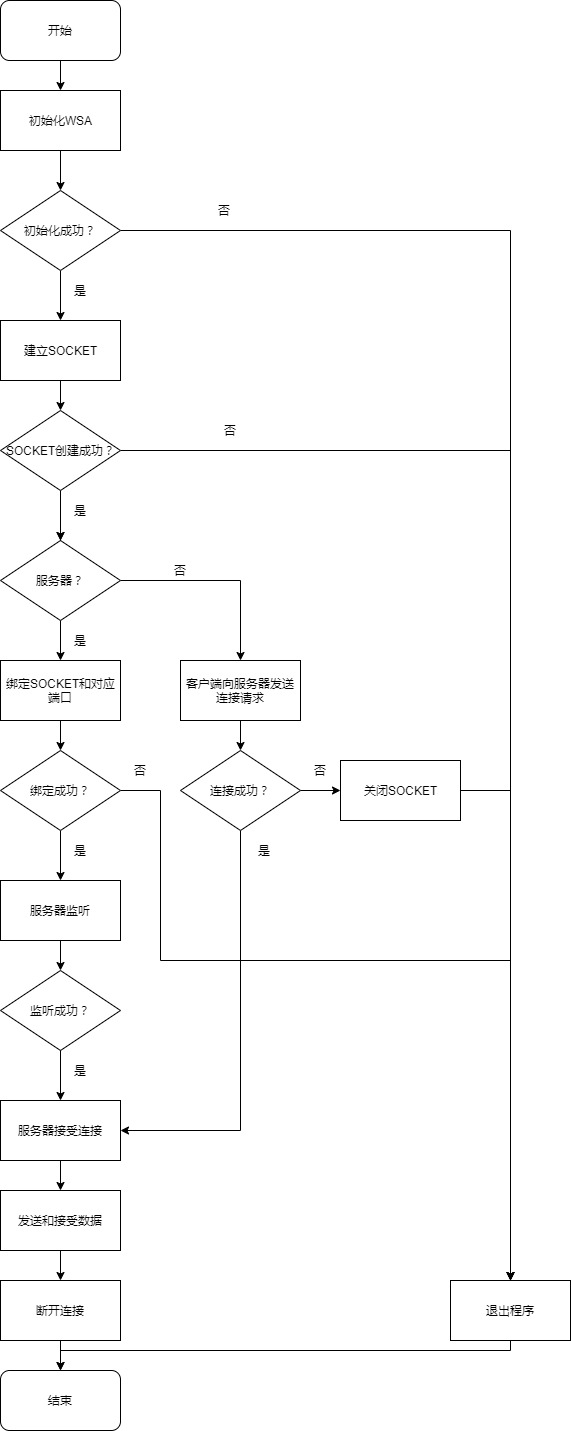 开始
初始化WSA
否
初始化成功？
是
建立SOCKET
否
SOCKET创建成功？
是
否
服务器？
是
绑定SOCKET和对应
端口
客户端向服务器发送
连接请求
否
否
绑定成功？
连接成功？
关闭SOCKET
是
是
服务器监听
监听成功？
是
服务器接受连接
发送和接受数据
断开连接
退出程序
结束